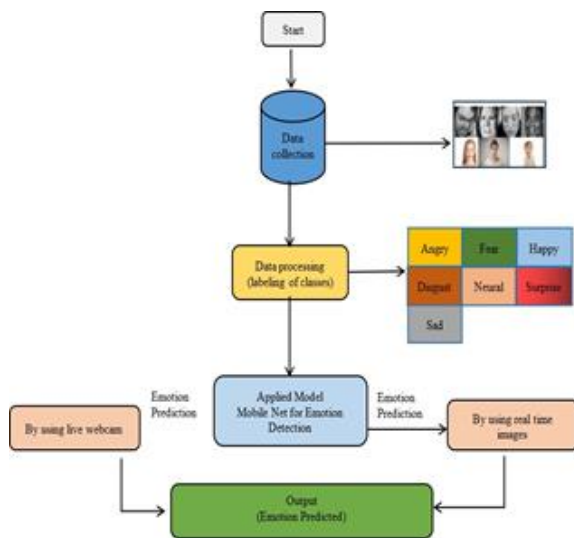 Start
Data
collection
Data processing
(labeling of classes)
Angry
Fear
Happy
Disgust
Neural
Surprise
Sad
Emotion
Prediction
Applied Model
Mobile Net for Emotion
Detection
Emotion
Prediction
By using live webcam
By using real time
images
Output
(Emotion Predicted)